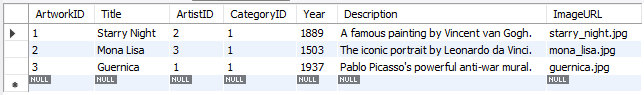 ArtworkID Title ArtistID CategoryID Year Description ImageURL
1 Starry Night 2 1 1889 A famous painting by Vincent van Gogh. starry_night.jpg
2 Mona Lisa 3 1 1503 The iconic portrait by Leonardo da Vinci. mona_lisa.jpg
3 Guernica 1 1 1937 Pablo Picasso's powerful anti-war mural. guernica.jpg
NULL NULL NULL NULL NULL NULL NULL